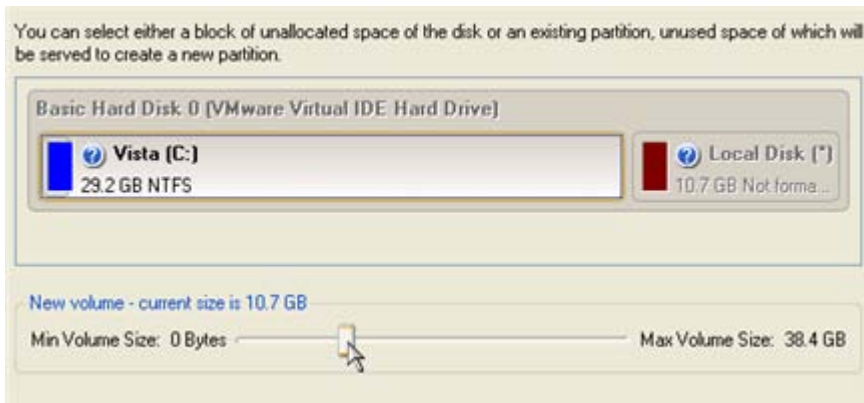 You can select either a block of unallocated space of the disk or an existing partition, unused space of which will
be served to create a new partition.
Basic Hard Disk 0 (VMware Virtual IDE Hard Drive)
Vista (C:)
29.2 GB NTFS
Local Disk (*)
10.7 GB Not forma...
New volume - current size is 10.7 GB
Min Volume Size: 0 Bytes
Max Volume Size: 38.4 GB